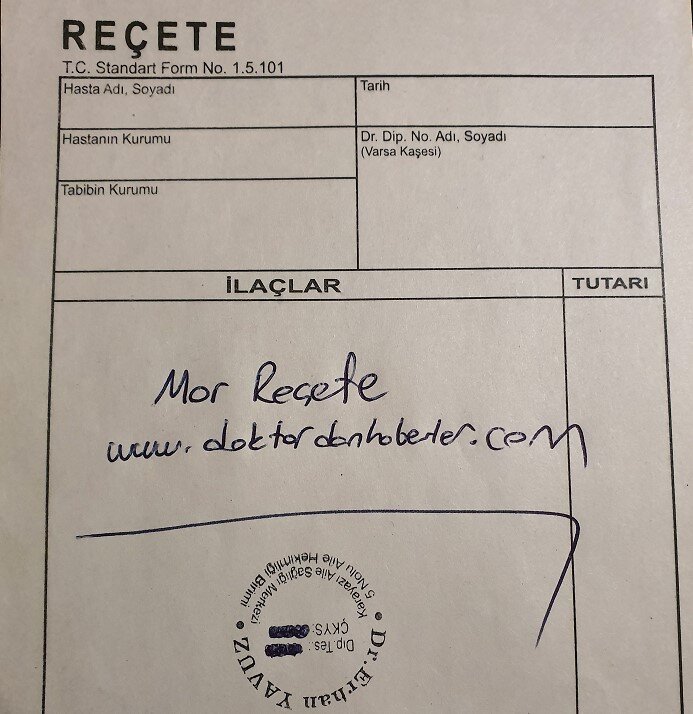 REÇETE
T.C. Standart Form No. 1.5.101
Hasta Adı, Soyadı
Tarih
Hastanın Kurumu
Dr. Dip. No. Adı, Soyadı
(Varsa Kaşesi)
Tabibin Kurumu
İLAÇLAR
TUTARI
Mor Reçete
www.doktordanhaberler.com
Karayazı Aile Sağlığı Merkezi
5 Nolu Aile Hekimliği Birimi
Dip.Tes.:
ÇKYS:
Dr. Erhan YAVUZ